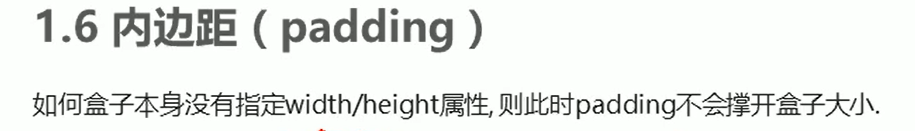 1.6 内边距（padding）
如何盒子本身没有指定width/height属性, 则此时padding不会撑开盒子大小.